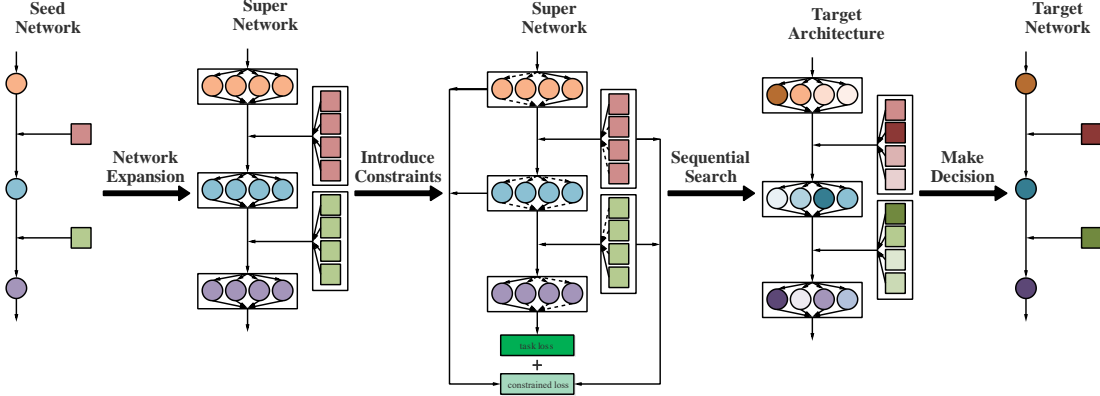 Seed
Network
Super
Network
Super
Network
Target
Architecture
Target
Network
Network
Expansion
Introduce
Constraints
Sequential
Search
Make
Decision
task loss
+
constrained loss